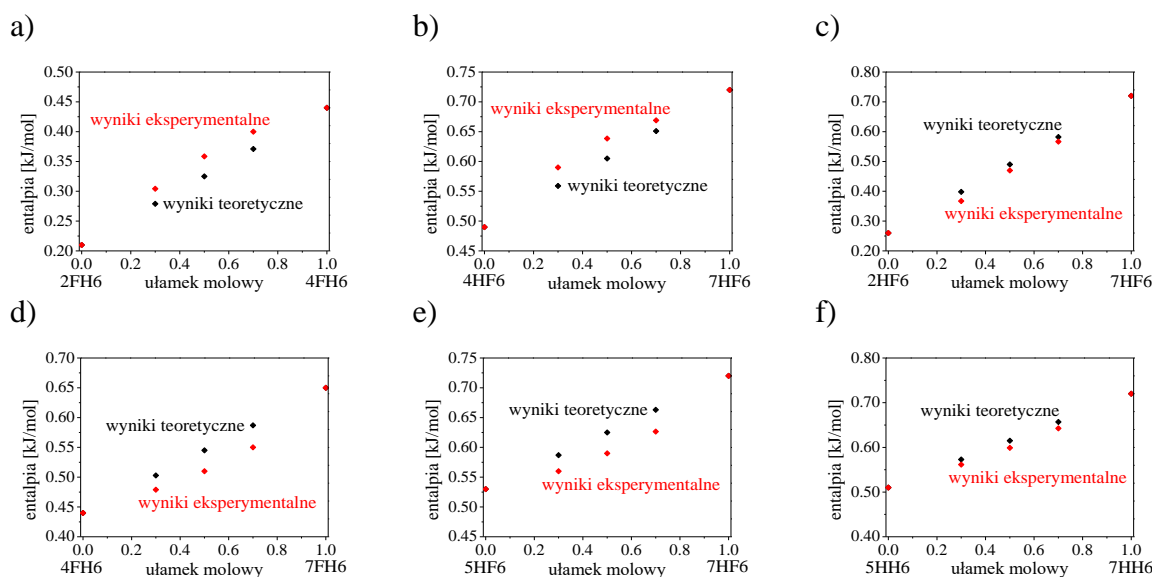 a)
b)
c)
entalpia [kJ/mol]
0.50
0.45
0.40
0.35
0.30
0.25
0.20
wyniki eksperymentalne
wyniki teoretyczne
0.0 0.2 0.4 0.6 0.8 1.0
2FH6 ułamek molowy 4FH6
entalpia [kJ/mol]
0.75
0.70
0.65
0.60
0.55
0.50
0.45
wyniki eksperymentalne
wyniki teoretyczne
0.0 0.2 0.4 0.6 0.8 1.0
4HF6 ułamek molowy 7HF6
entalpia [kJ/mol]
0.80
0.70
0.60
0.50
0.40
0.30
0.20
wyniki teoretyczne
wyniki eksperymentalne
0.0 0.2 0.4 0.6 0.8 1.0
2HF6 ułamek molowy 7HF6
d)
e)
f)
entalpia [kJ/mol]
0.70
0.65
0.60
0.55
0.50
0.45
0.40
wyniki teoretyczne
wyniki eksperymentalne
0.0 0.2 0.4 0.6 0.8 1.0
4FH6 ułamek molowy 7FH6
entalpia [kJ/mol]
0.75
0.70
0.65
0.60
0.55
0.50
0.45
wyniki teoretyczne
wyniki eksperymentalne
0.0 0.2 0.4 0.6 0.8 1.0
5HF6 ułamek molowy 7HF6
entalpia [kJ/mol]
0.80
0.70
0.60
0.50
0.40
wyniki teoretyczne
wyniki eksperymentalne
0.0 0.2 0.4 0.6 0.8 1.0
5HH6 ułamek molowy 7HH6